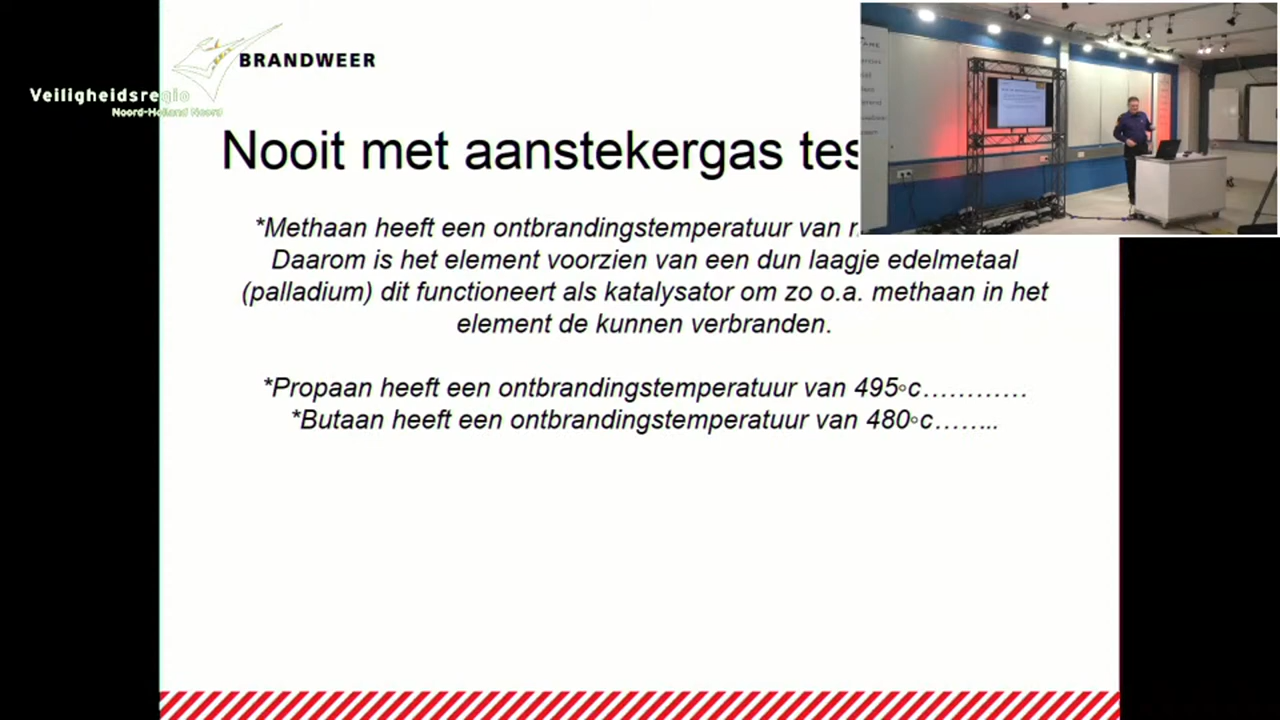 BRANDWEER
Veiligheidsregio
Noord-Holland Noord
Nooit met aanstekergas
*Methaan heeft een ontbrandingstemperatuur van
Daarom is het element voorzien van een dun laagje edelmetaal
(palladium) dit functioneert als katalysator om zo o.a. methaan in het
element de kunnen verbranden.
*Propaan heeft een ontbrandingstemperatuur van 495°c…………
*Butaan heeft een ontbrandingstemperatuur van 480°c……..